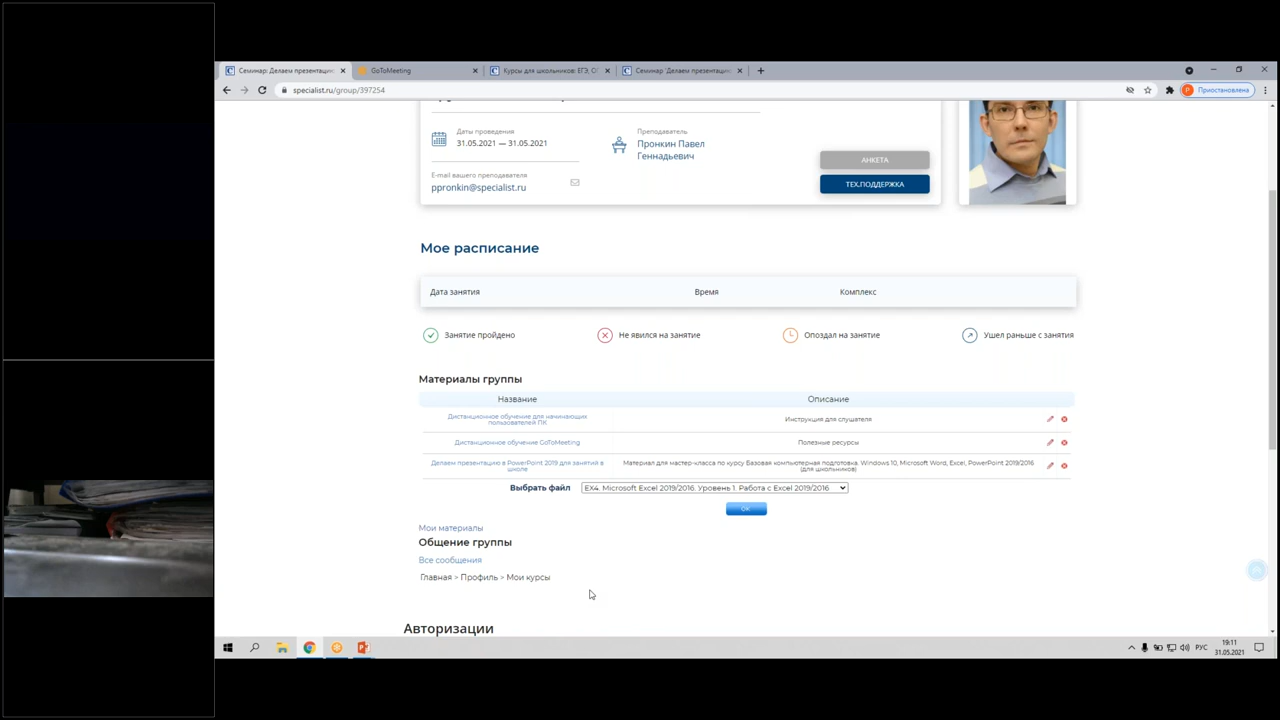 Семинар: Делаем презентацию
GoToMeeting
Курсы для школьников: ЕГЭ, О
Семинар 'Делаем презентаци
specialist.ru/group/397254
Приостановлена
Даты проведения
31.05.2021 — 31.05.2021
Преподаватель
Пронкин Павел
Геннадьевич
E-mail вашего преподавателя
ppronkin@specialist.ru
АНКЕТА
ТЕХ.ПОДДЕРЖКА
Мое расписание
Дата занятия Время Комплекс
Занятие пройдено Не явился на занятие Опоздал на занятие Ушел раньше с занятия
Материалы группы
Название Описание
Дистанционное обучение для начинающих
пользователей ПК
Инструкция для слушателя
Дистанционное обучение GoToMeeting Полезные ресурсы
Делаем презентацию в PowerPoint 2019 для занятий в
школе
Материал для мастер-класса по курсу Базовая компьютерная подготовка. Windows 10, Microsoft Word, Excel, PowerPoint 2019/2016
(для школьников)
Выбрать файл EX4. Microsoft Excel 2019/2016. Уровень 1. Работа с Excel 2019/2016
ОК
Мои материалы
Общение группы
Все сообщения
Главная > Профиль > Мои курсы
Авторизации
РУС
19:11
31.05.2021